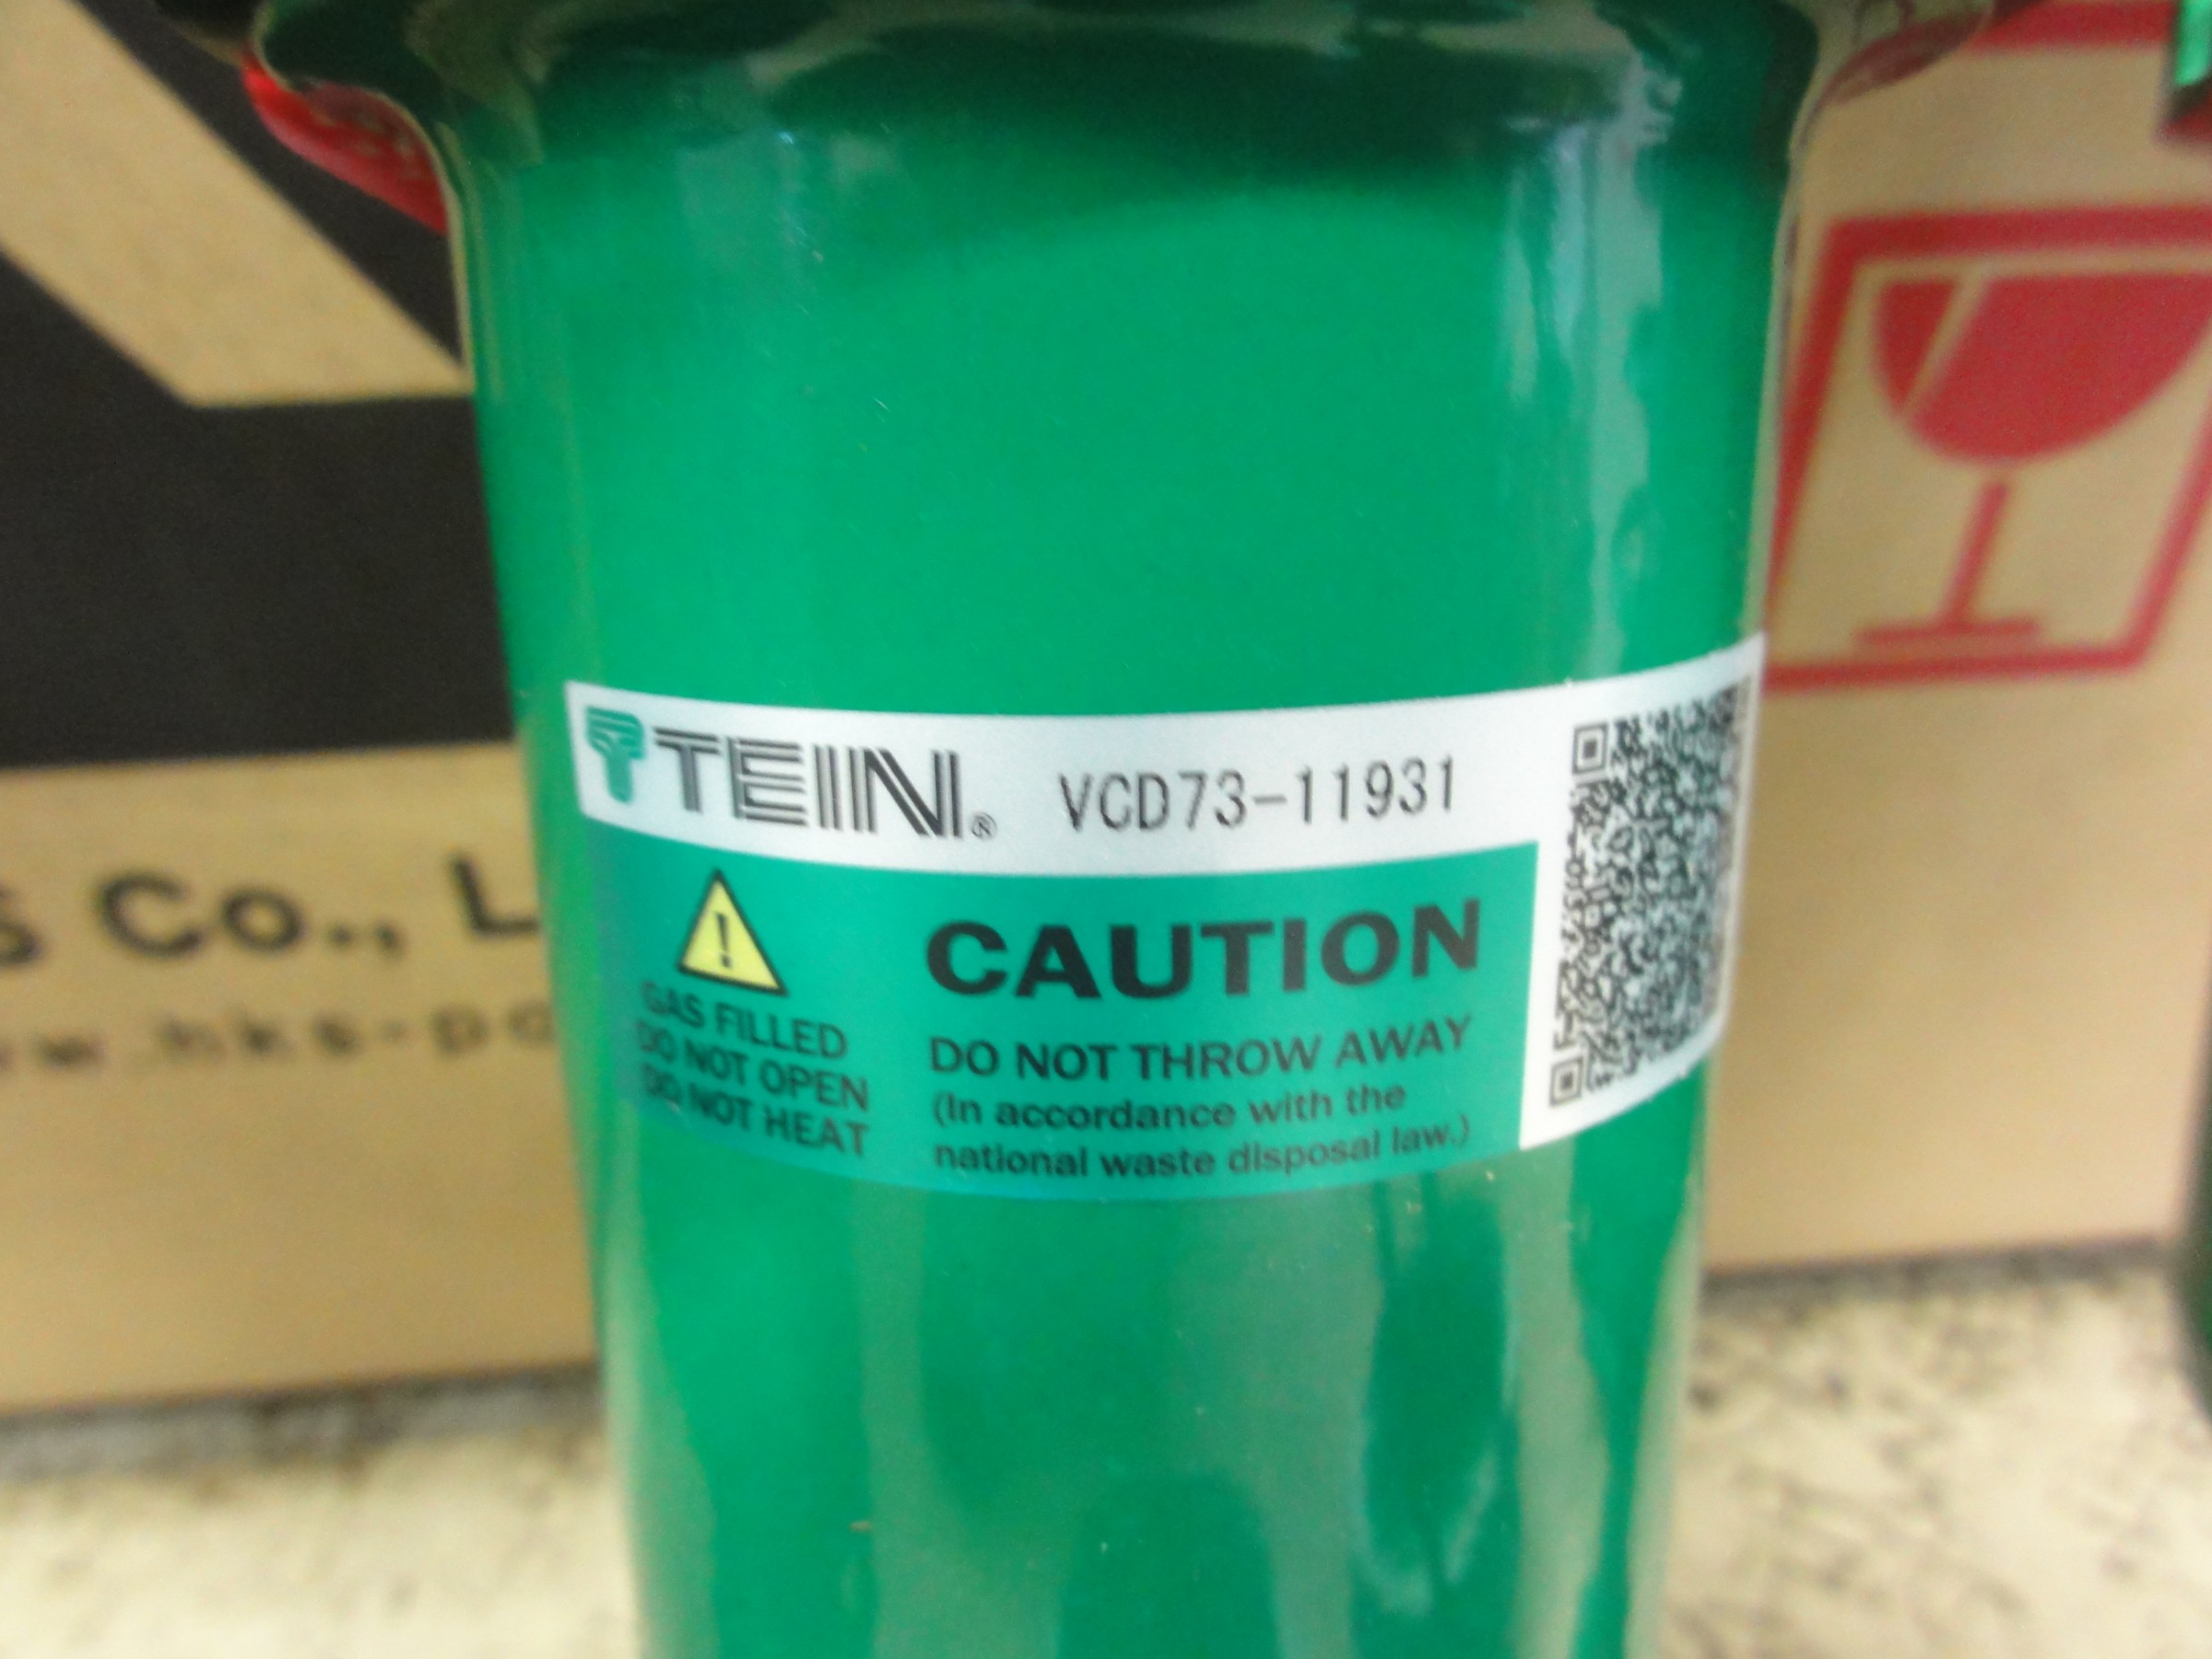 TEIN® VCD73-11931
CAUTION
GAS FILLED
DO NOT OPEN
DO NOT HEAT
DO NOT THROW AWAY
(In accordance with the
national waste disposal law.)
Co., L